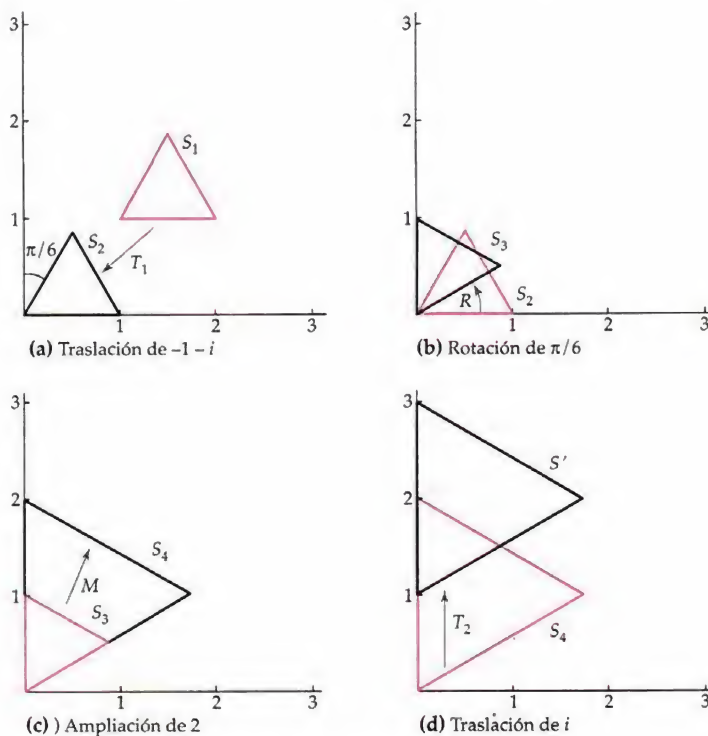 3
2
S₁
1
π/6
S₂
T₁
1
2
3
(a) Traslación de –1 – i
3
2
1
S₃
R
S₂
1
2
3
(b) Rotación de π/6
3
2
S₄
M
1
S₃
1
2
3
(c) ) Ampliación de 2
3
S′
2
1
T₂
S₄
1
2
3
(d) Traslación de i